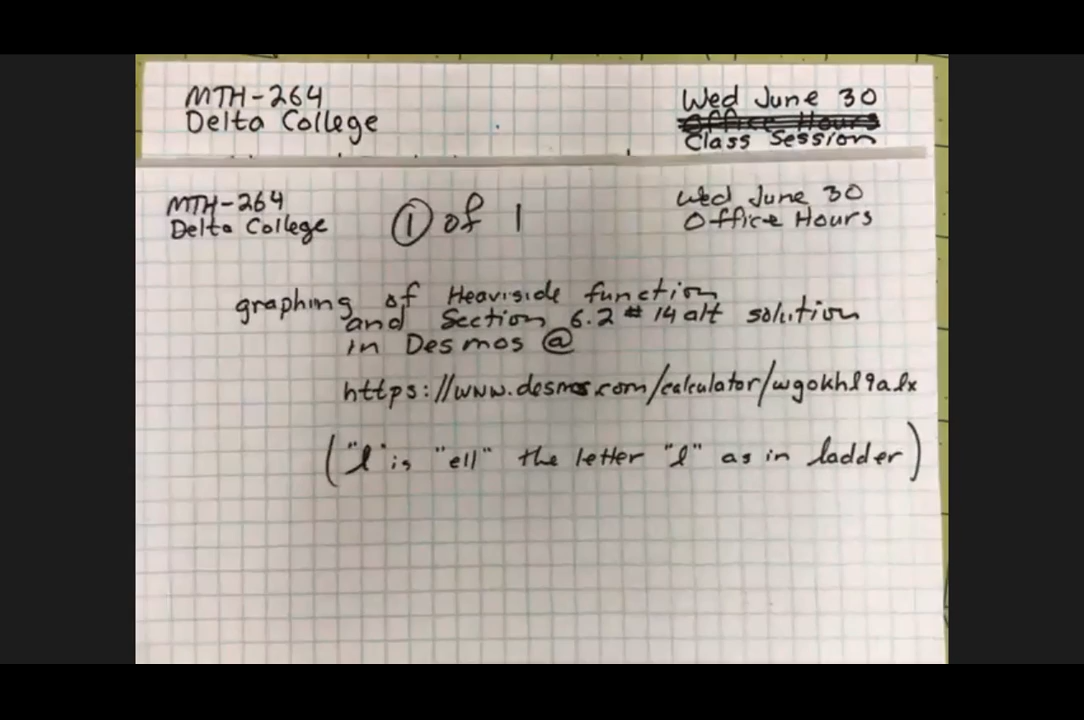 MTH-264
Wed June 30
Delta College
Office Hours
Class Session
MTH-264
Wed June 30
Delta College
1 of 1
Office Hours
graphing of Heaviside function
and Section 6.2 # 14 alt solution
in Desmos @
https://www.desmos.com/calculator/wgokhl9alx
("l" is "ell" the letter "l" as in ladder)